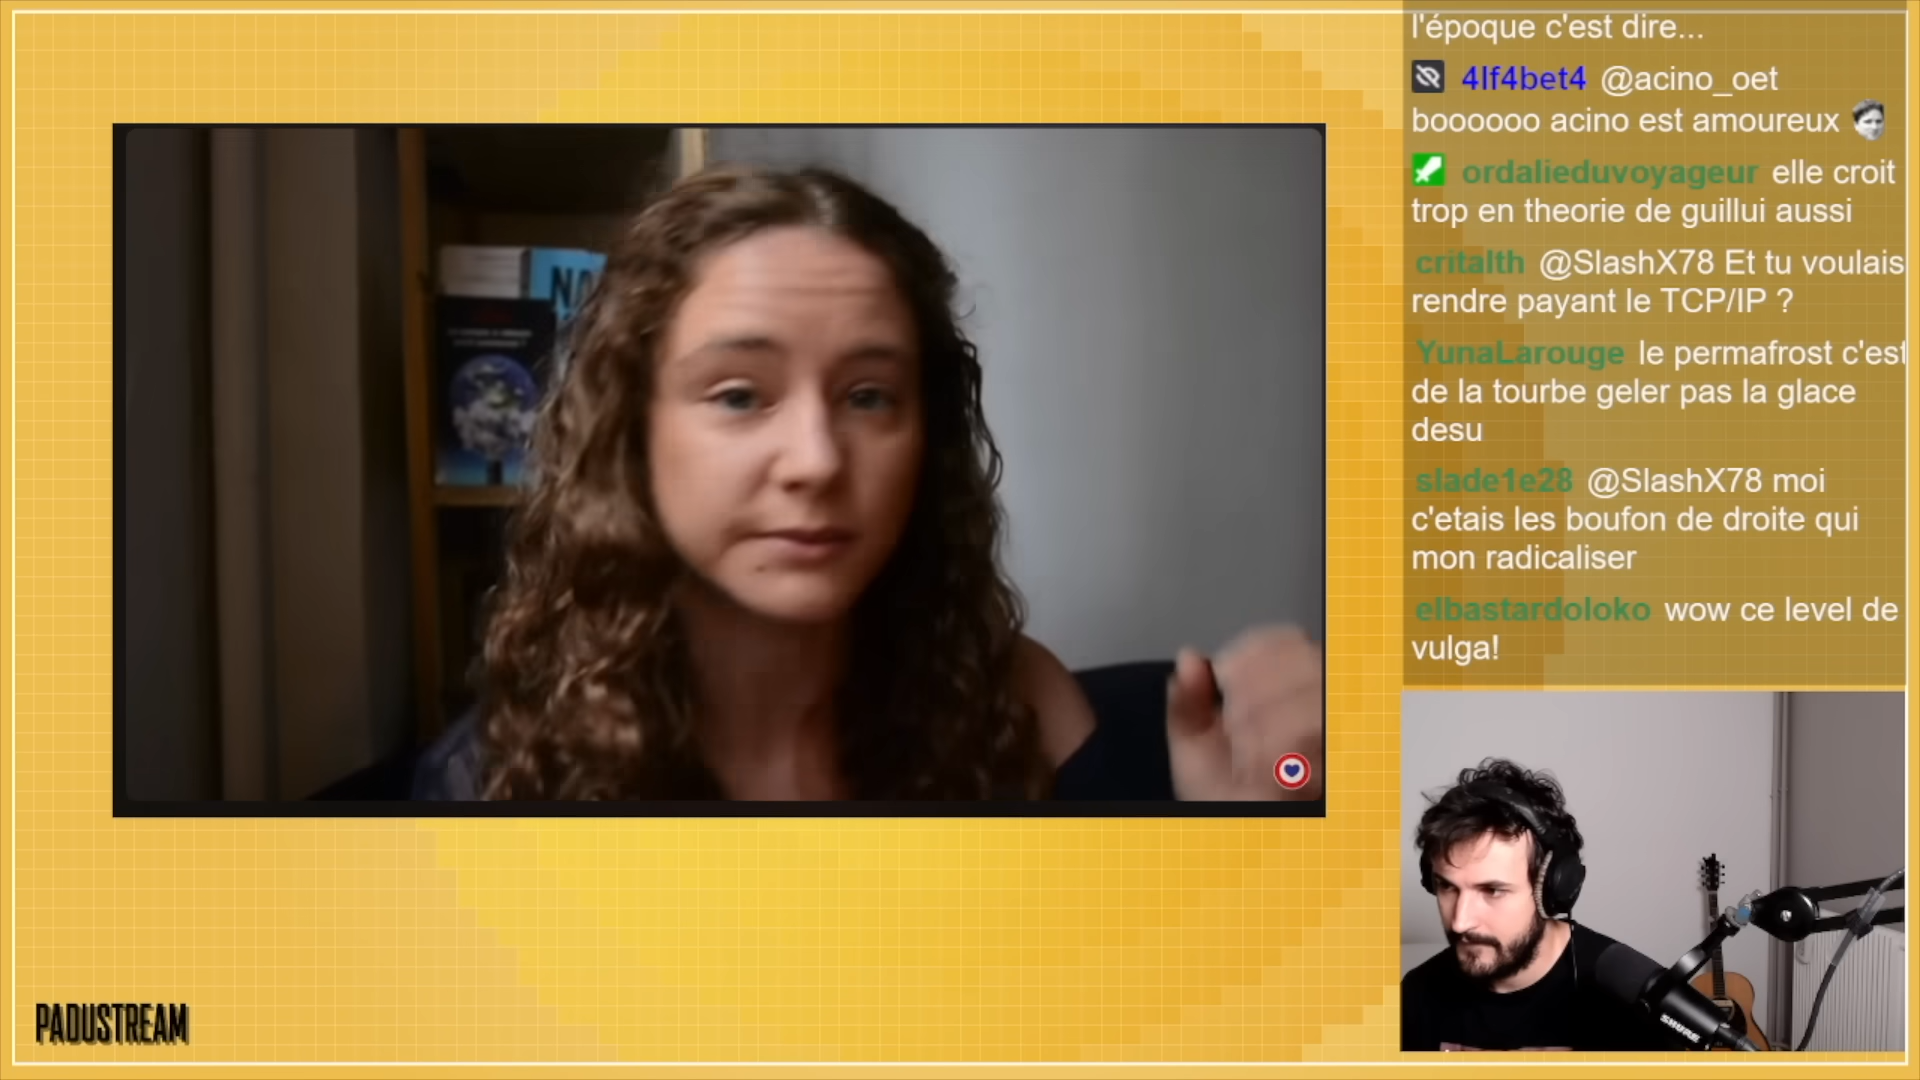 l'époque c'est dire...
4lf4bet4 @acino_oet
boooooo acino est amoureux
ordalieduvoyageur elle croit
trop en theorie de guillui aussi
critalth @SlashX78 Et tu voulais
rendre payant le TCP/IP ?
YunaLarouge le permafrost c'est
de la tourbe geler pas la glace
desu
slade1e28 @SlashX78 moi
c'etais les boufon de droite qui
mon radicaliser
elbastardoloko wow ce level de
vulga!
SHURE
PADUSTREAM